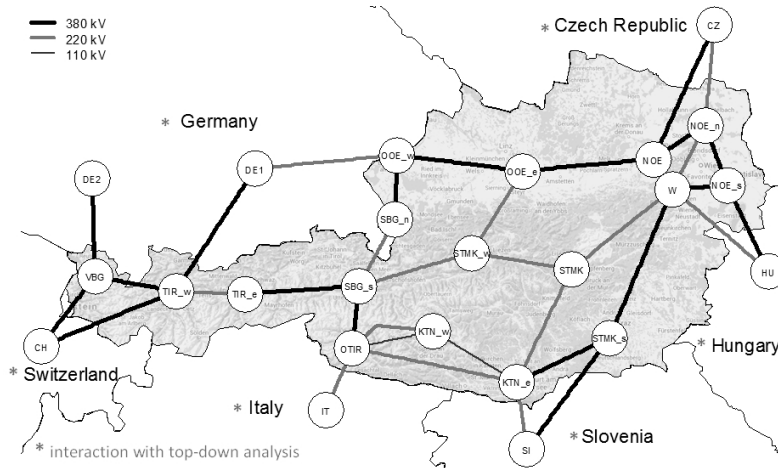 380 kV
220 kV
110 kV
* Czech Republic
CZ
* Germany
NOE_n
DE1
OOE_w
NOE
DE2
OOE_e
W
NOE_s
SBG_n
STMK_w
STMK
HU
VBG
TIR_w
TIR_e
SBG_s
KTN_w
STMK_s
CH
OTIR
* Hungary
* Switzerland
KTN_e
* Italy
IT
* Slovenia
SI
* interaction with top-down analysis